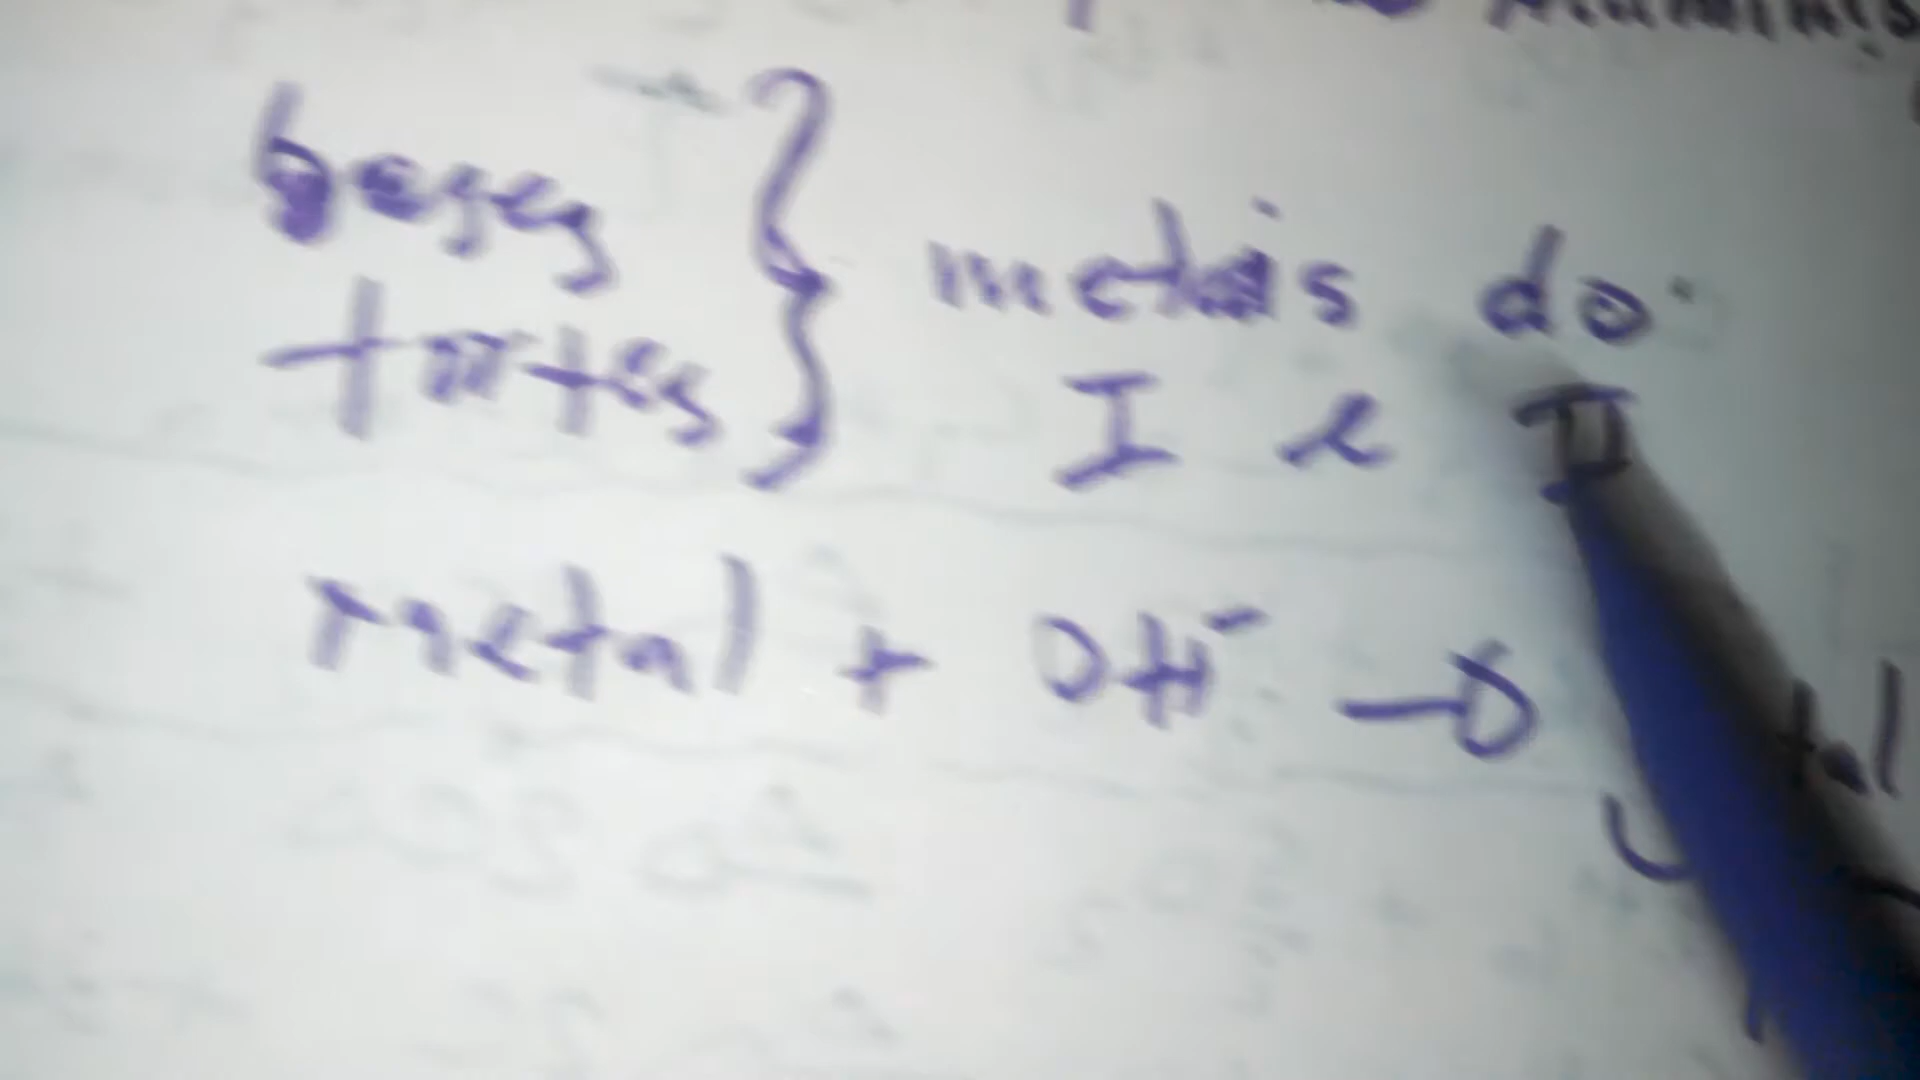 bases
fortes
metais do
I e II
metal + OH⁻ →